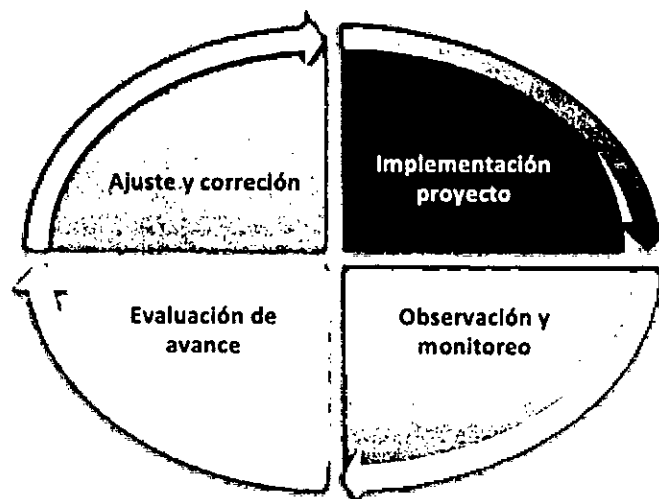 Ajuste y correción
Implementación
proyecto
Evaluación de
avance
Observación y
monitoreo